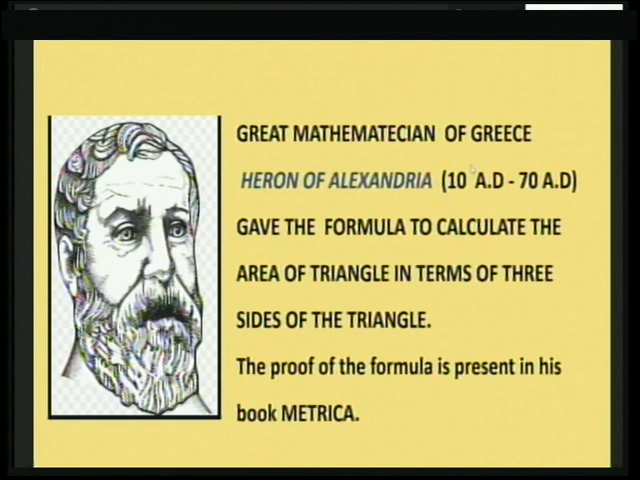 GREAT MATHEMATECIAN OF GREECE
HERON OF ALEXANDRIA (10 A.D - 70 A.D)
GAVE THE FORMULA TO CALCULATE THE
AREA OF TRIANGLE IN TERMS OF THREE
SIDES OF THE TRIANGLE.
The proof of the formula is present in his
book METRICA.